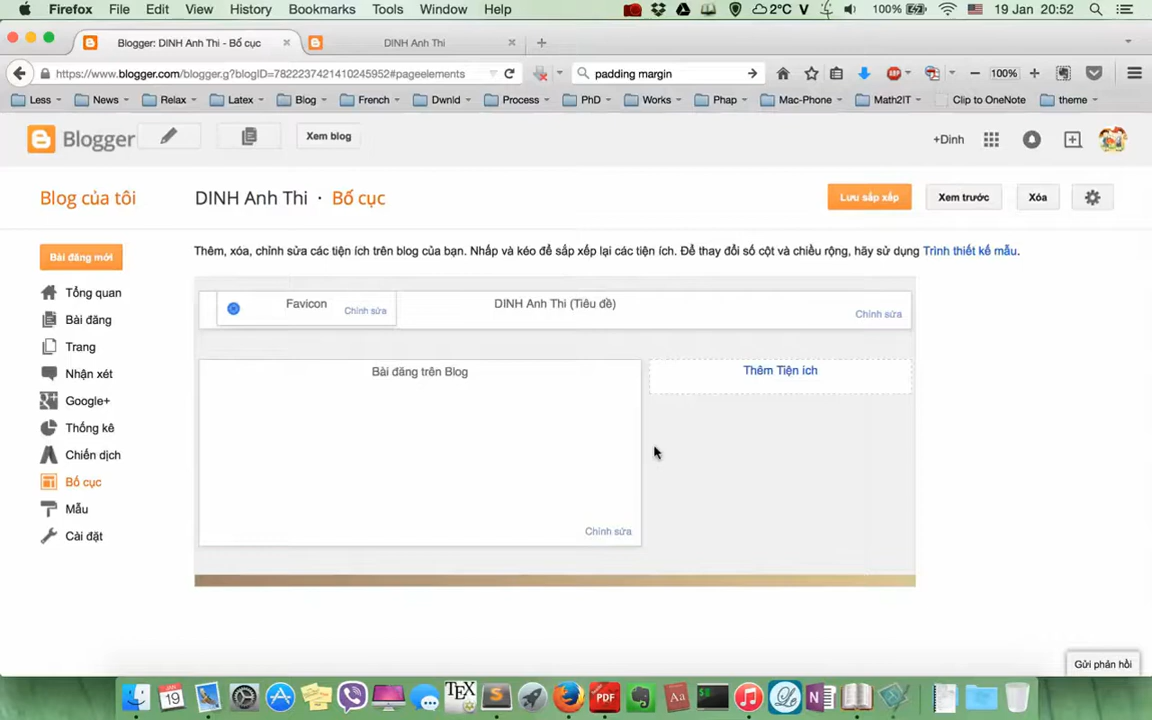 Firefox File Edit View History Bookmarks Tools Window Help
2°C V 100% 19 Jan 20:52
Blogger: DINH Anh Thi - Bố cục
DINH Anh Thi
https://www.blogger.com/blogger.g?blogID=7822237421410245952#pageelements
padding margin
100%
Less News Relax Latex Blog French Dwnld Process PhD Works Phap Mac-Phone Math2IT Clip to OneNote theme
Blogger
Xem blog
+Dinh
Blog của tôi
DINH Anh Thi · Bố cục
Lưu sắp xếp
Xem trước
Xóa
Bài đăng mới
Thêm, xóa, chỉnh sửa các tiện ích trên blog của bạn. Nhấp và kéo để sắp xếp lại các tiện ích. Để thay đổi số cột và chiều rộng, hãy sử dụng Trình thiết kế mẫu.
Tổng quan
Bài đăng
Trang
Nhận xét
Google+
Thống kê
Chiến dịch
Bố cục
Mẫu
Cài đặt
Favicon
Chỉnh sửa
DINH Anh Thi (Tiêu đề)
Chỉnh sửa
Bài đăng trên Blog
Chỉnh sửa
Thêm Tiện ích
Gửi phản hồi
19
TEX
PDF
Aa